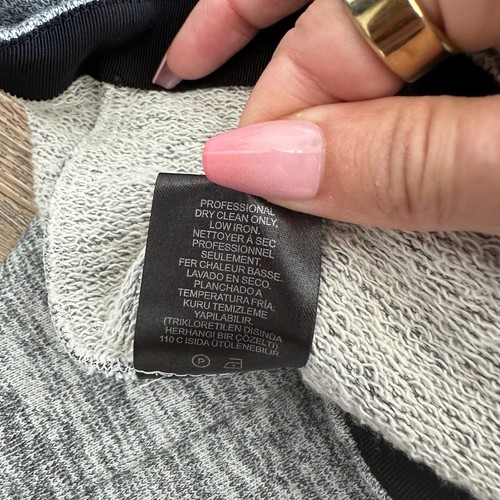 PROFESSIONAL
DRY CLEAN ONLY.
LOW IRON.
NETTOYER À SEC
PROFESSIONNEL
SEULEMENT.
FER CHALEUR BASSE.
LAVADO EN SECO,
PLANCHADO A
TEMPERATURA FRÍA.
KURU TEMIZLEME
YAPILABILIR,
(TRIKLORETILEN DISINDA
HERHANGI BIR ÇÖZELTI)
110 C ISIDA ÜTÜLENEBILIR
P